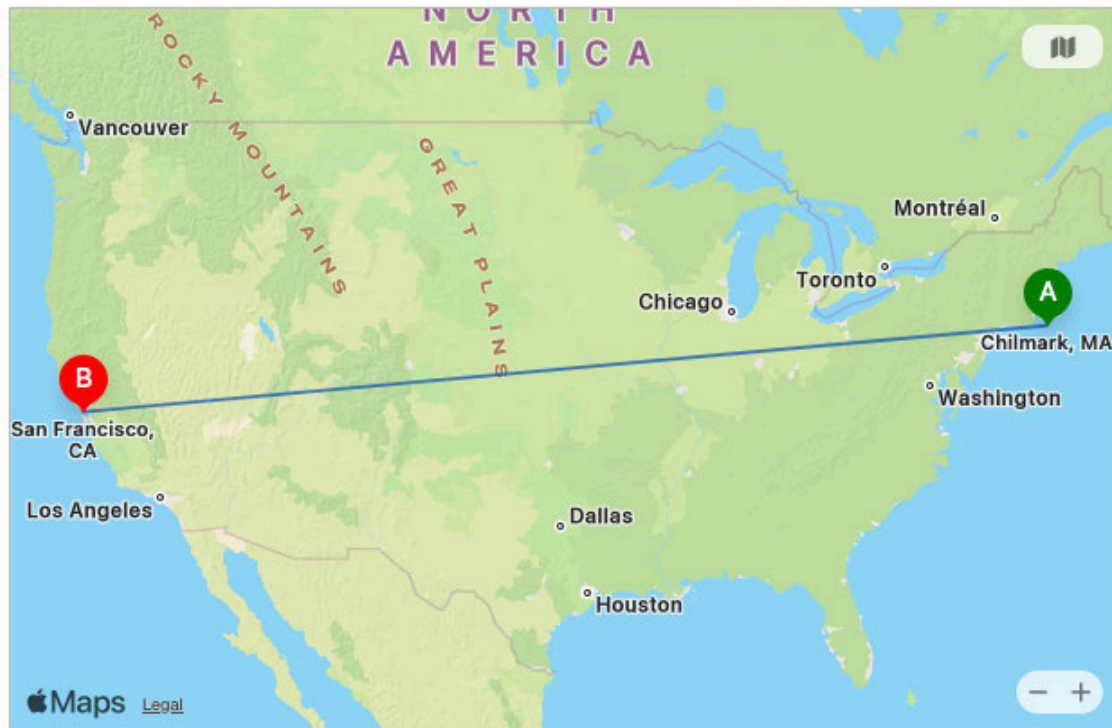 NORTH
AMERICA
ROCKY MOUNTAINS
Vancouver
GREAT PLAINS
Montréal
Toronto
Chicago
A
Chilmark, MA
B
Washington
San Francisco,
CA
Los Angeles
Dallas
Houston
Maps Legal
− +